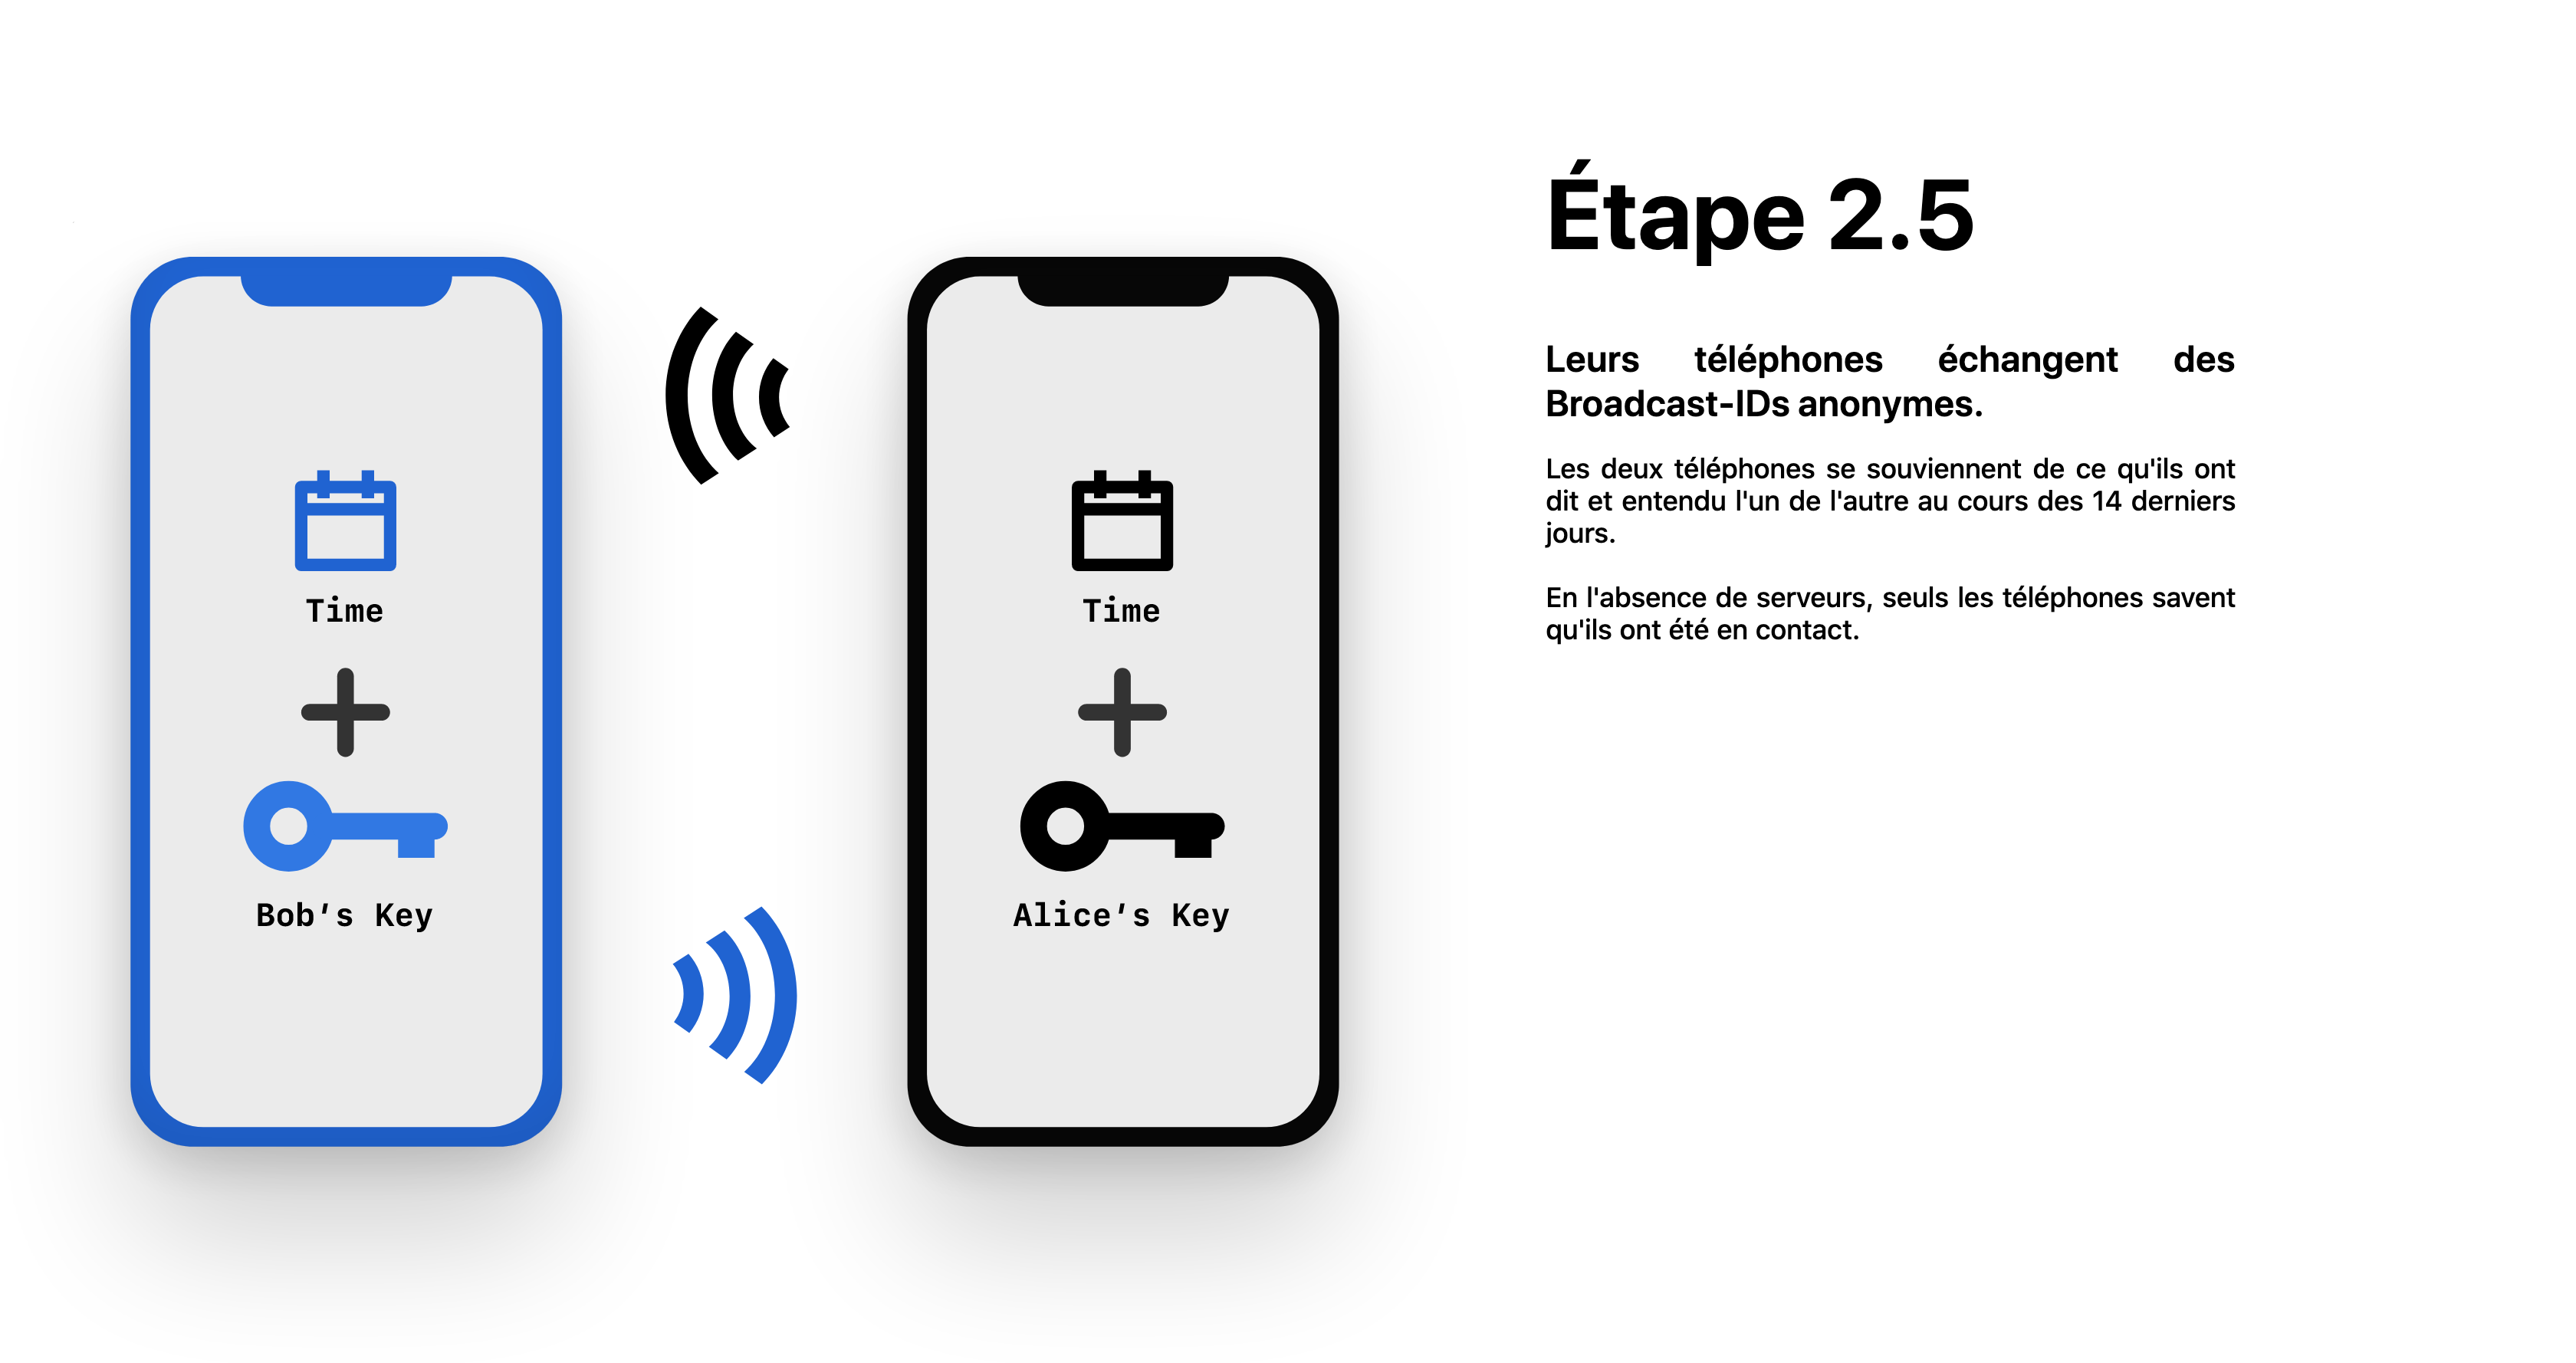 Étape 2.5
Leurs téléphones échangent des
Broadcast-IDs anonymes.
Les deux téléphones se souviennent de ce qu'ils ont
dit et entendu l'un de l'autre au cours des 14 derniers
jours.
En l'absence de serveurs, seuls les téléphones savent
qu'ils ont été en contact.
Time
Bob's Key
Time
Alice's Key